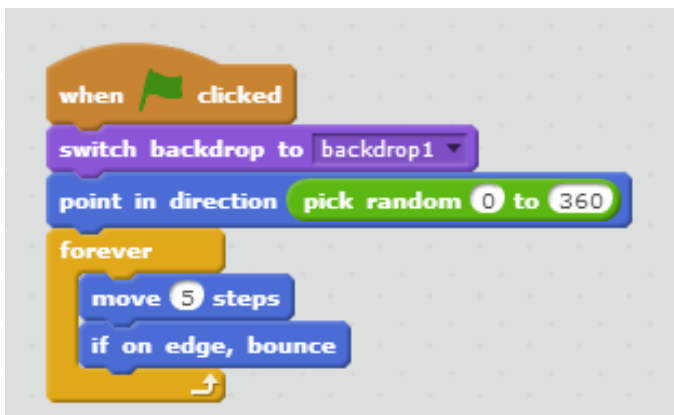 when clicked
switch backdrop to backdrop1
point in direction pick random 0 to 360
forever
move 5 steps
if on edge, bounce